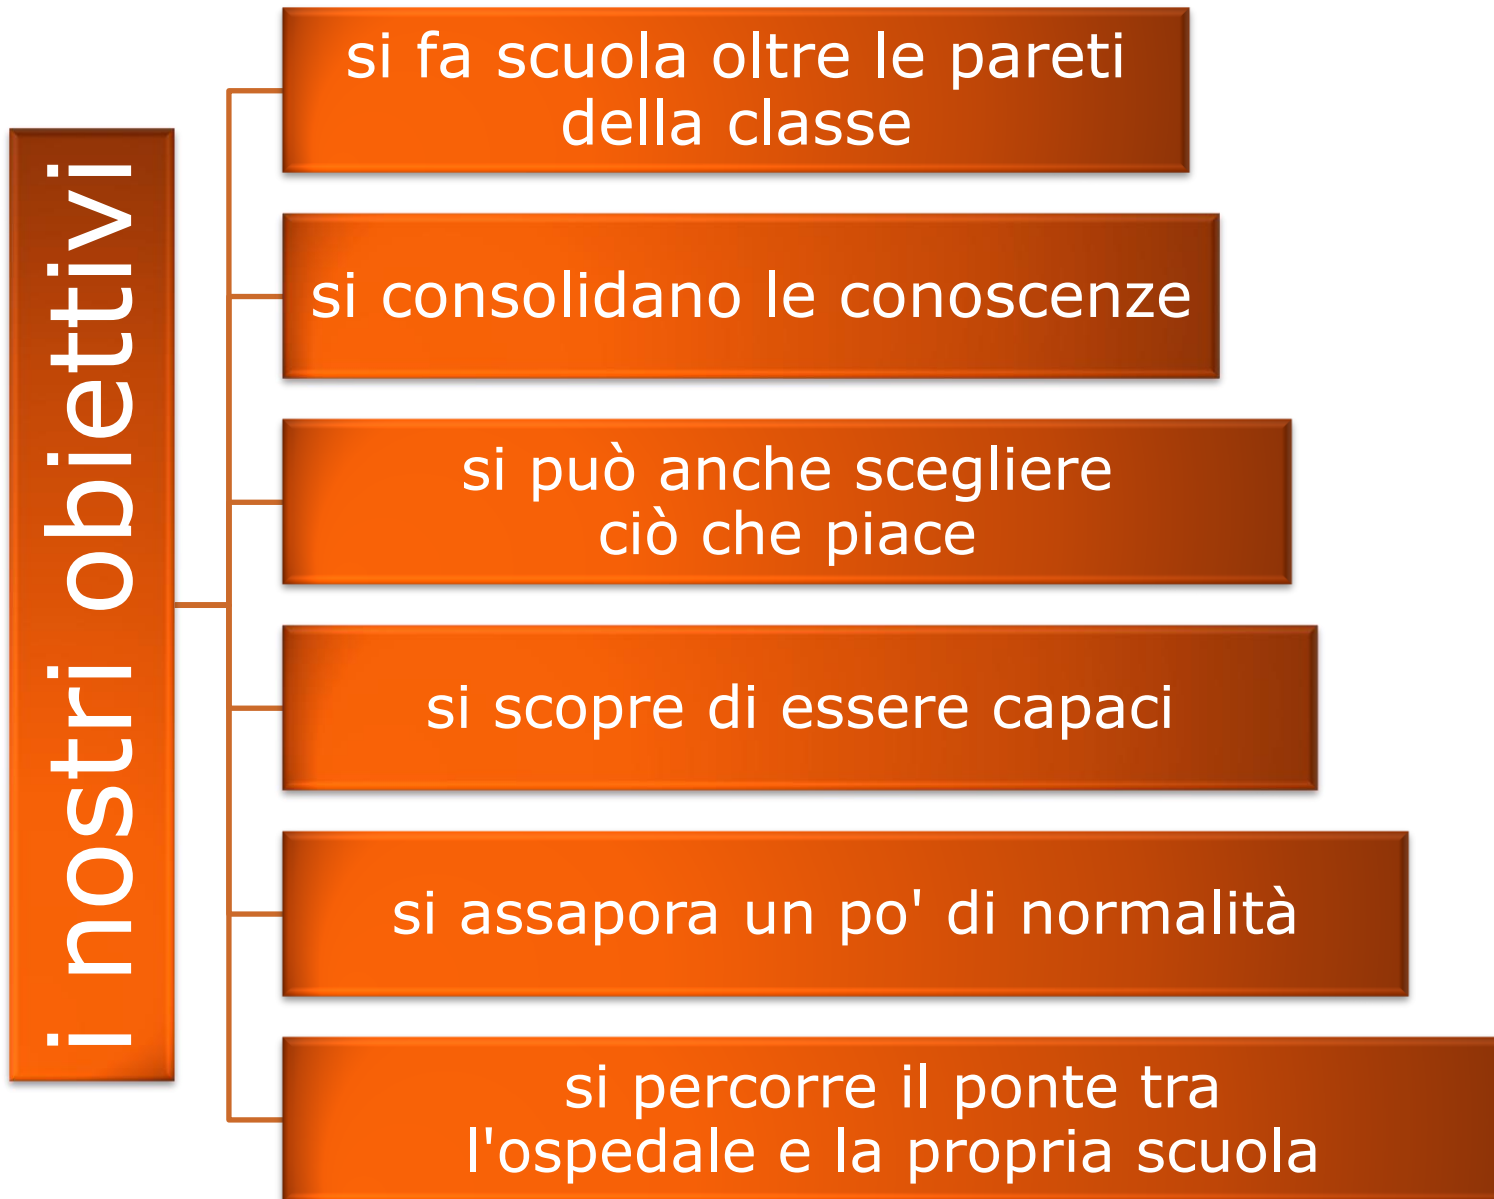 i nostri obiettivi
si fa scuola oltre le pareti
della classe
si consolidano le conoscenze
si può anche scegliere
ciò che piace
si scopre di essere capaci
si assapora un po' di normalità
si percorre il ponte tra
l'ospedale e la propria scuola